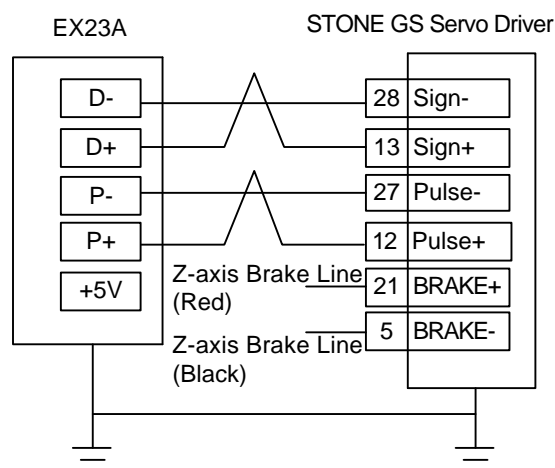 EX23A
STONE GS Servo Driver
D-
28 Sign-
D+
13 Sign+
P-
27 Pulse-
P+
12 Pulse+
+5V
Z-axis Brake Line
(Red)
21 BRAKE+
Z-axis Brake Line
(Black)
5 BRAKE-